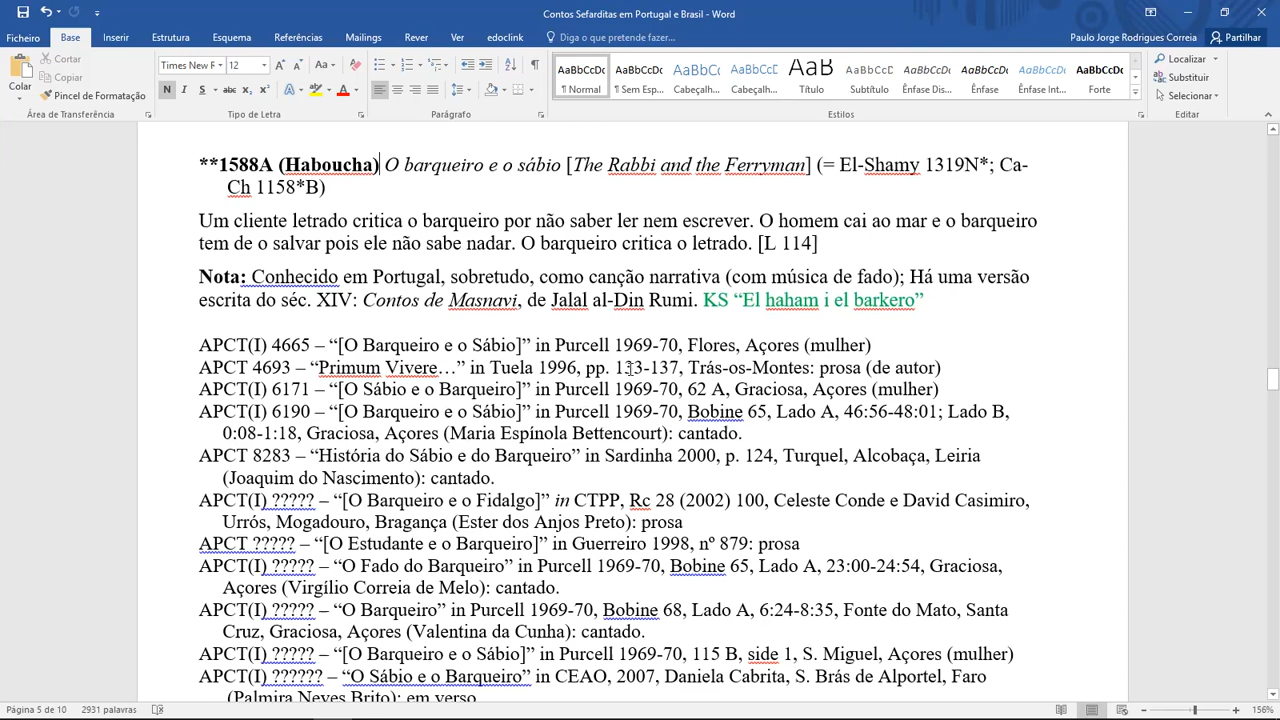 Contos Sefarditas em Portugal e Brasil - Word
Paulo Jorge Rodrigues Correia
Partilhar
Ficheiro Base Inserir Estrutura Esquema Referências Mailings Rever Ver edoclink Diga o que pretende fazer...
Colar
Cortar
Copiar
Pincel de Formatação
Times New R 12
N I S abc x₂ x² A A
AaBbCcDc AaBbCcDc AaBbCcDc AaBbCcDc AaB AaBbCcDc AaBbCcDc AaBbCcDc AaBbCcDc AaBbCcDc
¶ Normal ¶ Sem Esp... Cabeçalh... Cabeçalh... Título Subtítulo Ênfase Dis... Ênfase Ênfase Int... Forte
Localizar
Substituir
Selecionar
Área de Transferência Tipo de Letra Parágrafo Estilos Editar
**1588A (Haboucha) O barqueiro e o sábio [The Rabbi and the Ferryman] (= El-Shamy 1319N*; Ca-
Ch 1158*B)
Um cliente letrado critica o barqueiro por não saber ler nem escrever. O homem cai ao mar e o barqueiro
tem de o salvar pois ele não sabe nadar. O barqueiro critica o letrado. [L 114]
Nota: Conhecido em Portugal, sobretudo, como canção narrativa (com música de fado); Há uma versão
escrita do séc. XIV: Contos de Masnavi, de Jalal al-Din Rumi. KS “El haham i el barkero”
APCT(I) 4665 – “[O Barqueiro e o Sábio]” in Purcell 1969-70, Flores, Açores (mulher)
APCT 4693 – “Primum Vivere…” in Tuela 1996, pp. 133-137, Trás-os-Montes: prosa (de autor)
APCT(I) 6171 – “[O Sábio e o Barqueiro]” in Purcell 1969-70, 62 A, Graciosa, Açores (mulher)
APCT(I) 6190 – “[O Barqueiro e o Sábio]” in Purcell 1969-70, Bobine 65, Lado A, 46:56-48:01; Lado B,
0:08-1:18, Graciosa, Açores (Maria Espínola Bettencourt): cantado.
APCT 8283 – “História do Sábio e do Barqueiro” in Sardinha 2000, p. 124, Turquel, Alcobaça, Leiria
(Joaquim do Nascimento): cantado.
APCT(I) ????? – “[O Barqueiro e o Fidalgo]” in CTPP, Rc 28 (2002) 100, Celeste Conde e David Casimiro,
Urrós, Mogadouro, Bragança (Ester dos Anjos Preto): prosa
APCT ????? – “[O Estudante e o Barqueiro]” in Guerreiro 1998, nº 879: prosa
APCT(I) ????? – “O Fado do Barqueiro” in Purcell 1969-70, Bobine 65, Lado A, 23:00-24:54, Graciosa,
Açores (Virgílio Correia de Melo): cantado.
APCT(I) ????? – “O Barqueiro” in Purcell 1969-70, Bobine 68, Lado A, 6:24-8:35, Fonte do Mato, Santa
Cruz, Graciosa, Açores (Valentina da Cunha): cantado.
APCT(I) ????? – “[O Barqueiro e o Sábio]” in Purcell 1969-70, 115 B, side 1, S. Miguel, Açores (mulher)
APCT(I) ?????? – “O Sábio e o Barqueiro” in CEAO, 2007, Daniela Cabrita, S. Brás de Alportel, Faro
(Palmira Neves Brito): em verso
Página 5 de 10 2931 palavras
156%